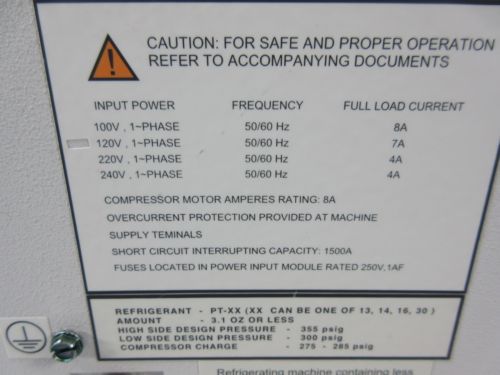 CAUTION: FOR SAFE AND PROPER OPERATION
REFER TO ACCOMPANYING DOCUMENTS
INPUT POWER FREQUENCY FULL LOAD CURRENT
100V , 1~PHASE 50/60 Hz 8A
120V , 1~PHASE 50/60 Hz 7A
220V , 1~PHASE 50/60 Hz 4A
240V , 1~PHASE 50/60 Hz 4A
COMPRESSOR MOTOR AMPERES RATING: 8A
OVERCURRENT PROTECTION PROVIDED AT MACHINE
SUPPLY TEMINALS
SHORT CIRCUIT INTERRUPTING CAPACITY: 1500A
FUSES LOCATED IN POWER INPUT MODULE RATED 250V,1AF
REFRIGERANT - PT-XX (XX CAN BE ONE OF 13, 14, 16, 30 )
AMOUNT - 3.1 OZ OR LESS
HIGH SIDE DESIGN PRESSURE - 355 psig
LOW SIDE DESIGN PRESSURE - 300 psig
COMPRESSOR CHARGE - 275 - 285 psig
Refrigerating machine containing less